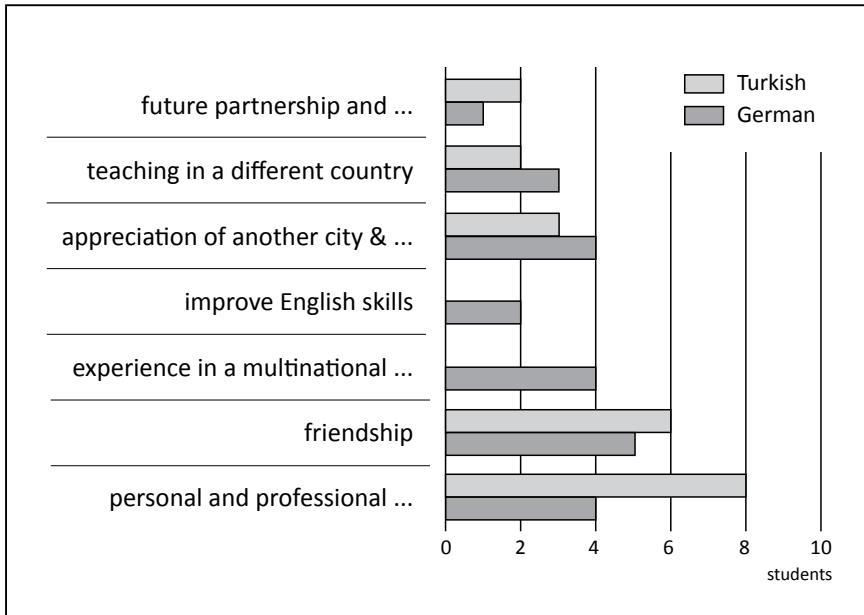 Turkish
German
future partnership and ...
teaching in a different country
appreciation of another city & ...
improve English skills
experience in a multinational ...
friendship
personal and professional ...
0 2 4 6 8 10
students